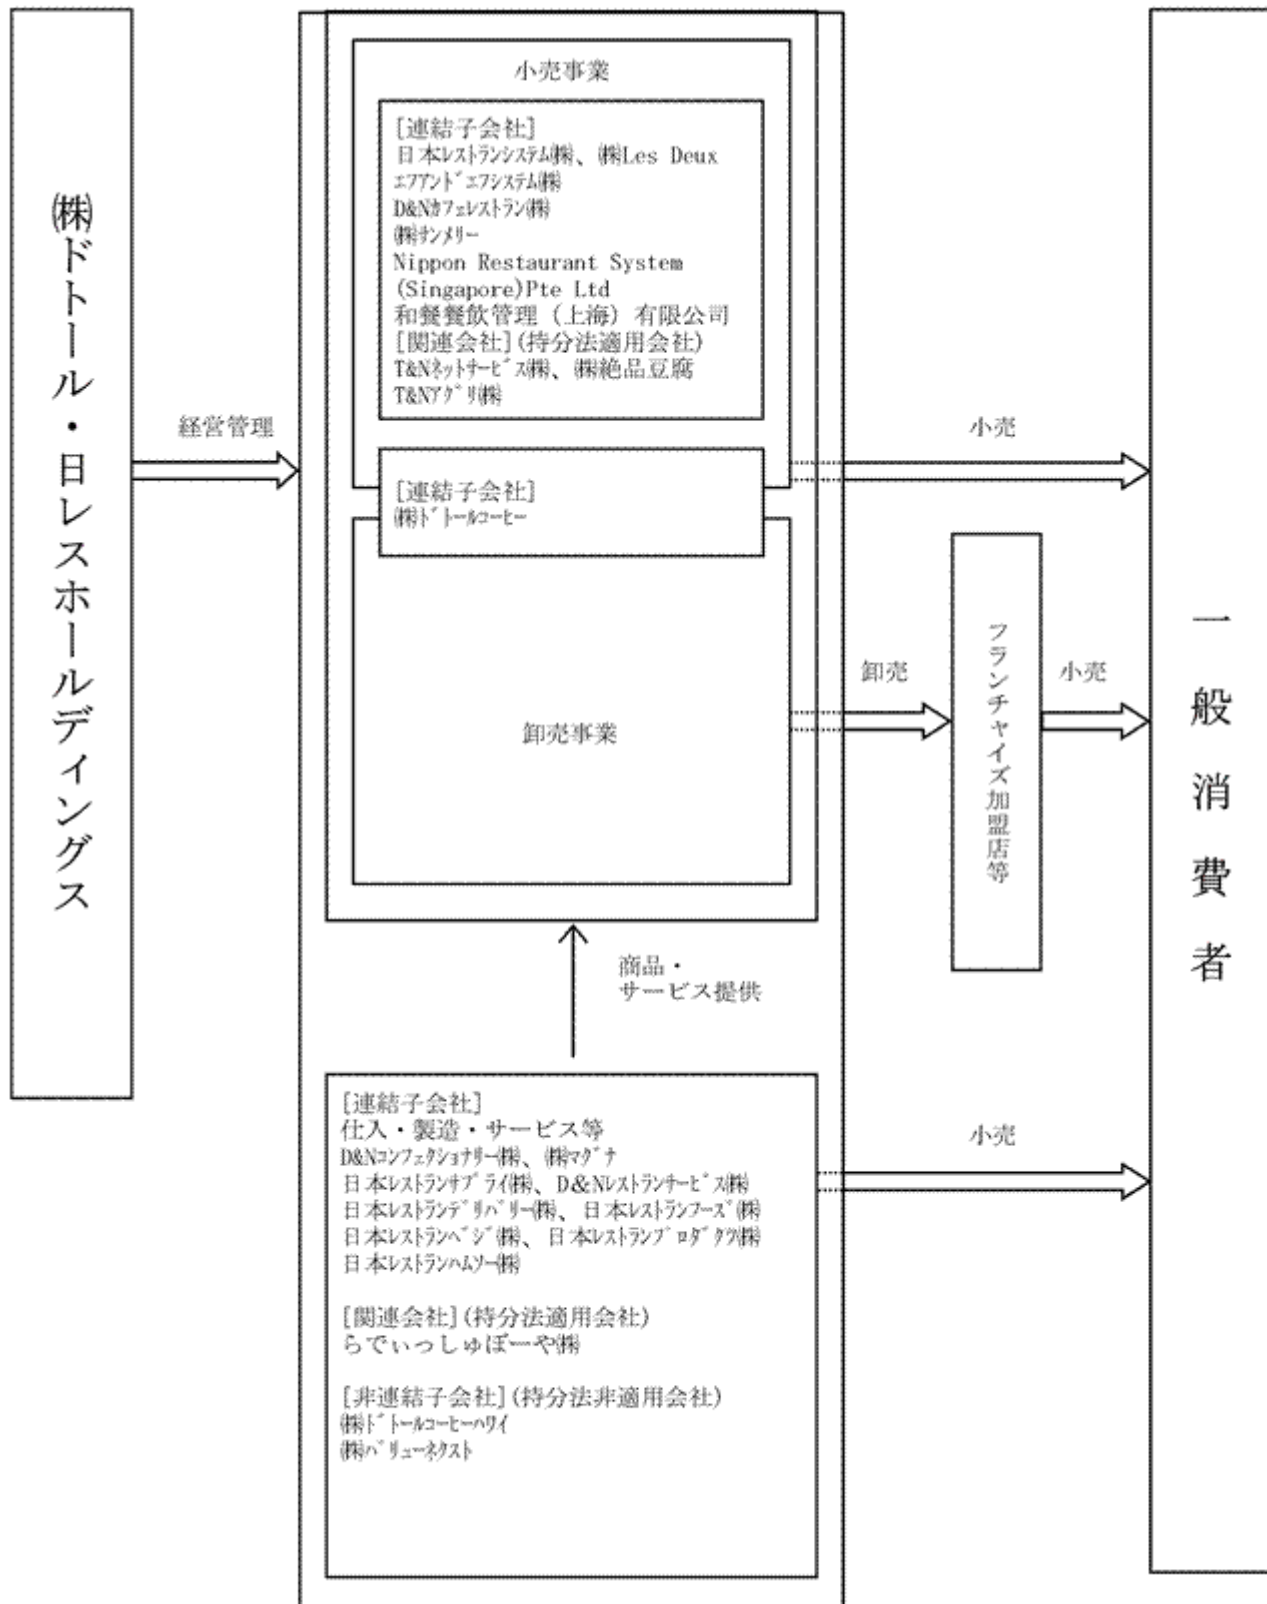 ㈱ドトール・日レスホールディングス
経営管理
小売事業
[連結子会社]
日本ﾚｽﾄﾗﾝｼｽﾃﾑ㈱、㈱Les Deux
ｴﾌｱﾝﾄﾞｴﾌｼｽﾃﾑ㈱
D&Nｶﾌｪﾚｽﾄﾗﾝ㈱
㈱ｻﾝﾒﾘｰ
Nippon Restaurant System
(Singapore)Pte Ltd
和餐餐飲管理（上海）有限公司
[関連会社](持分法適用会社)
T&Nﾈｯﾄｻｰﾋﾞｽ㈱、㈱絶品豆腐
T&Nｱｸﾞﾘ㈱
[連結子会社]
㈱ﾄﾞﾄｰﾙｺｰﾋｰ
卸売事業
商品・
サービス提供
[連結子会社]
仕入・製造・サービス等
D&Nｺﾝﾌｪｸｼｮﾅﾘｰ㈱、㈱ﾏｸﾞﾅ
日本ﾚｽﾄﾗﾝｻﾌﾟﾗｲ㈱、D&Nﾚｽﾄﾗﾝｻｰﾋﾞｽ㈱
日本ﾚｽﾄﾗﾝﾃﾞﾘﾊﾞﾘｰ㈱、日本ﾚｽﾄﾗﾝﾌｰｽﾞ㈱
日本ﾚｽﾄﾗﾝﾍﾞｼﾞ㈱、日本ﾚｽﾄﾗﾝﾌﾟﾛﾀﾞｸﾂ㈱
日本ﾚｽﾄﾗﾝﾊﾑｿｰ㈱
[関連会社](持分法適用会社)
らでぃっしゅぼーや㈱
[非連結子会社](持分法非適用会社)
㈱ﾄﾞﾄｰﾙｺｰﾋｰﾊﾜｲ
㈱ﾊﾞﾘｭｰﾈｸｽﾄ
小売
卸売
フランチャイズ加盟店等
小売
小売
一般消費者